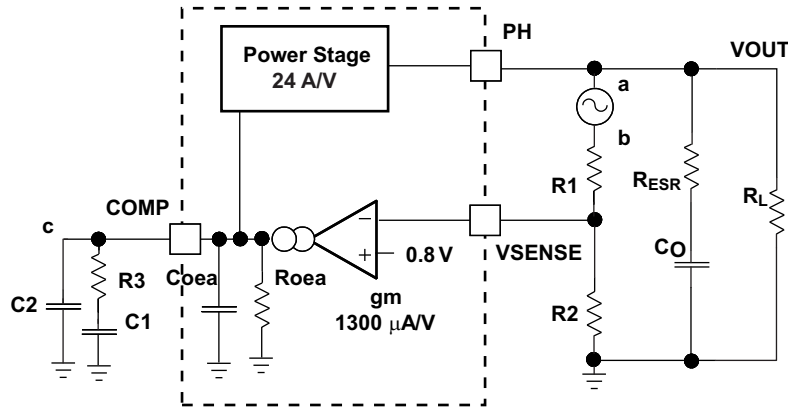 PH
VOUT
Power Stage
24 A/V
a
b
R1
RESR
RL
COMP
c
−
+
0.8 V
VSENSE
CO
R3
Coea
Roea
gm
1300 μA/V
C2
C1
R2